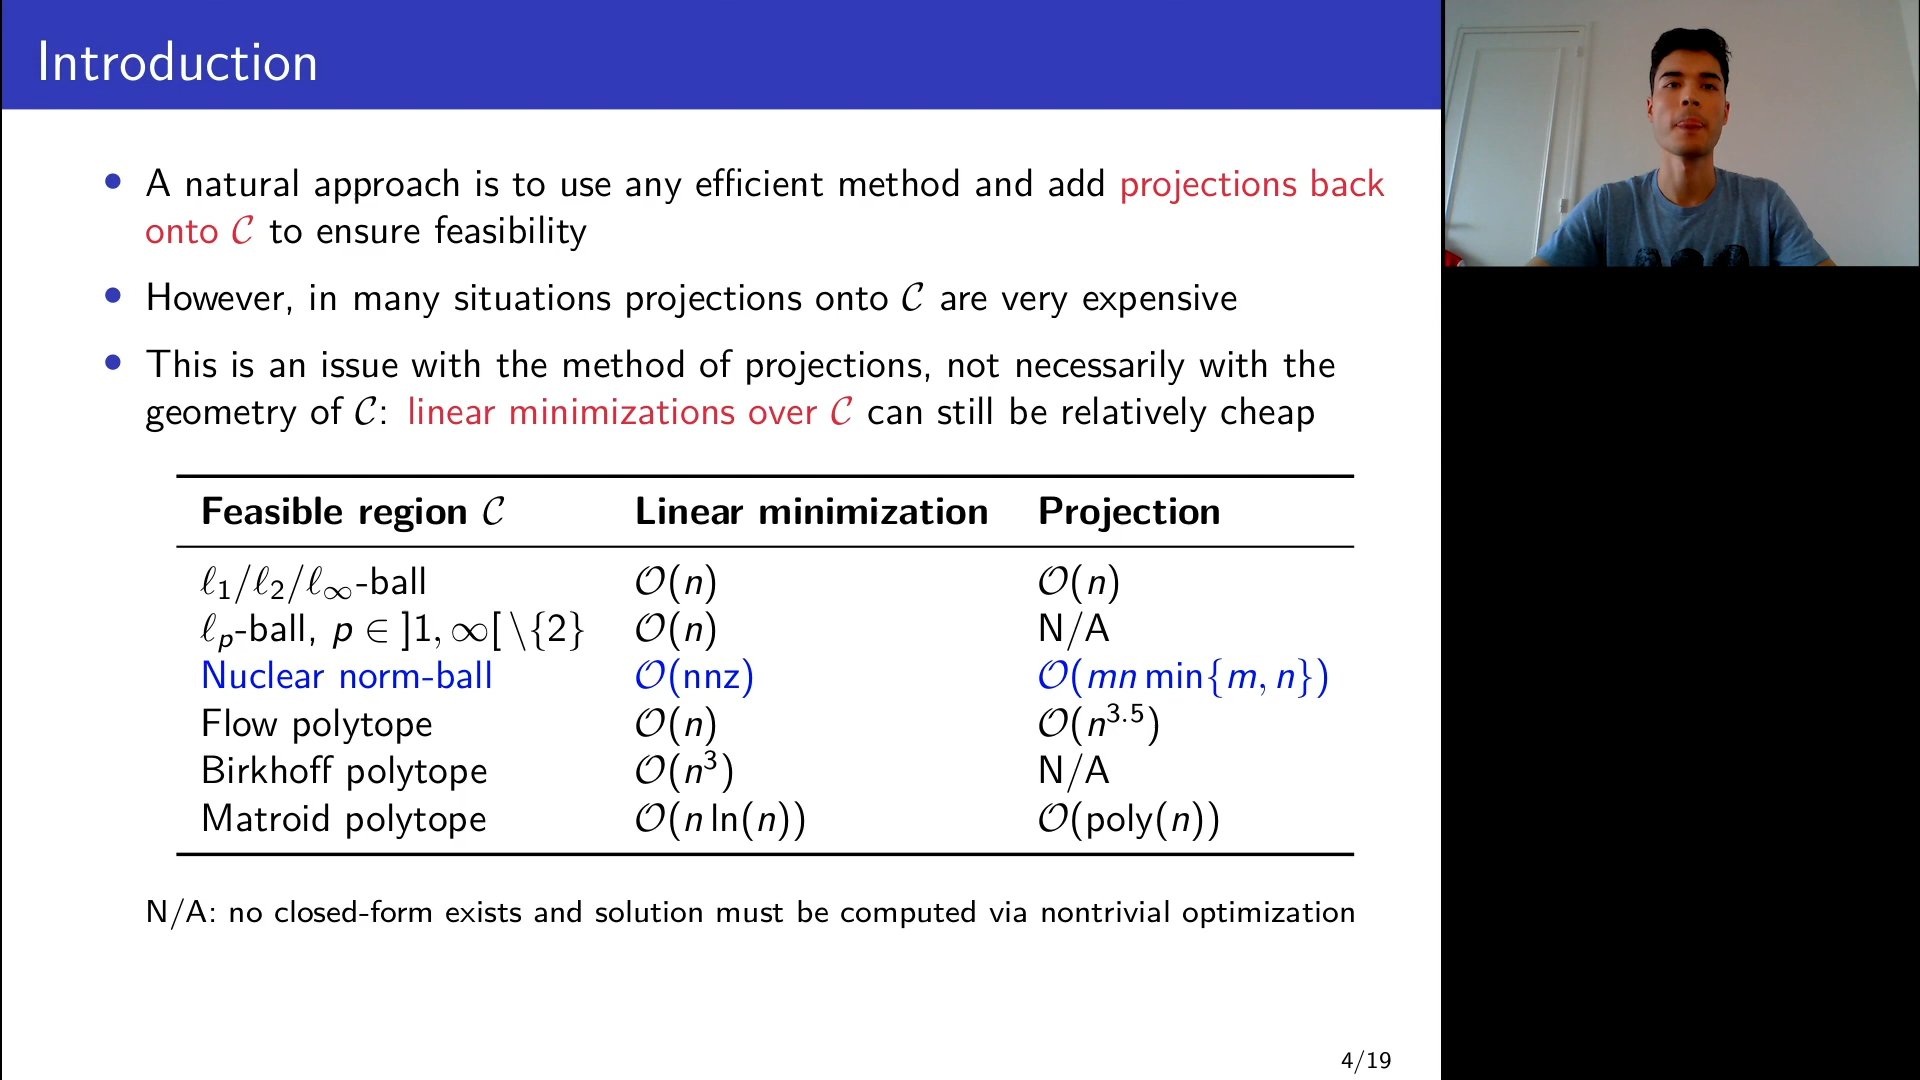 Introduction
• A natural approach is to use any efficient method and add projections back
onto 𝒞 to ensure feasibility
• However, in many situations projections onto 𝒞 are very expensive
• This is an issue with the method of projections, not necessarily with the
geometry of 𝒞: linear minimizations over 𝒞 can still be relatively cheap
Feasible region 𝒞 Linear minimization Projection
ℓ₁/ℓ₂/ℓ∞-ball 𝒪(n) 𝒪(n)
ℓₚ-ball, p ∈ ]1, ∞[ \{2} 𝒪(n) N/A
Nuclear norm-ball 𝒪(nnz) 𝒪(mn min{m, n})
Flow polytope 𝒪(n) 𝒪(n³·⁵)
Birkhoff polytope 𝒪(n³) N/A
Matroid polytope 𝒪(n ln(n)) 𝒪(poly(n))
N/A: no closed-form exists and solution must be computed via nontrivial optimization
4/19